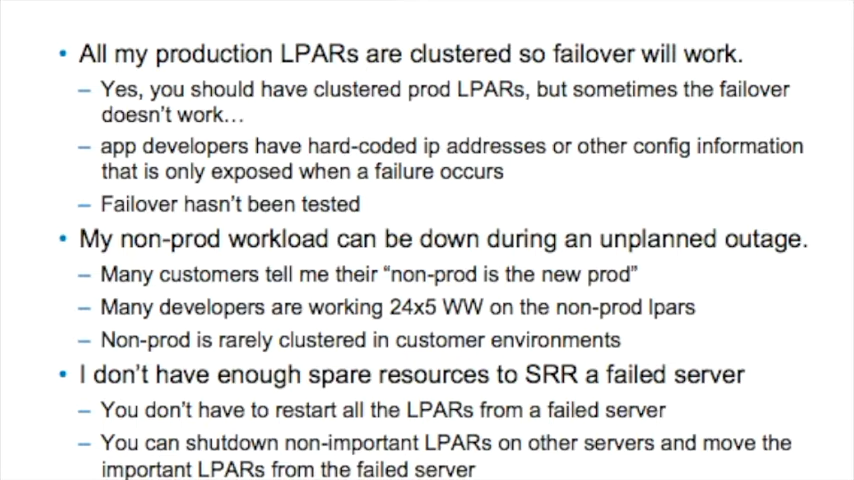 • All my production LPARs are clustered so failover will work.
– Yes, you should have clustered prod LPARs, but sometimes the failover
doesn't work...
– app developers have hard-coded ip addresses or other config information
that is only exposed when a failure occurs
– Failover hasn't been tested
• My non-prod workload can be down during an unplanned outage.
– Many customers tell me their “non-prod is the new prod”
– Many developers are working 24x5 WW on the non-prod lpars
– Non-prod is rarely clustered in customer environments
• I don't have enough spare resources to SRR a failed server
– You don't have to restart all the LPARs from a failed server
– You can shutdown non-important LPARs on other servers and move the
important LPARs from the failed server